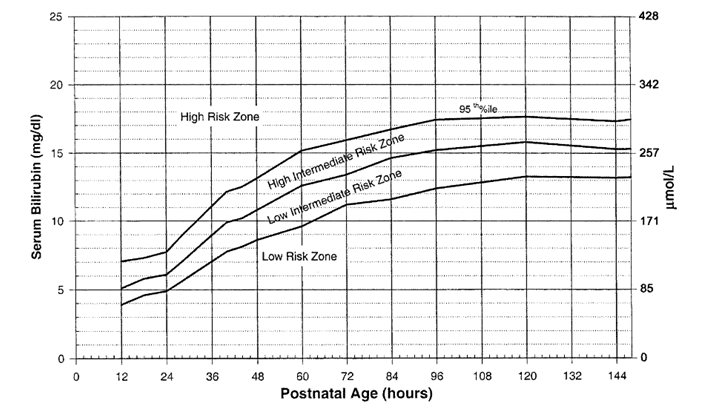 25
20
15
10
5
0
428
342
257
171
85
0
Serum Bilirubin (mg/dl)
µmol/L
High Risk Zone
95 th%ile
High Intermediate Risk Zone
Low Intermediate Risk Zone
Low Risk Zone
0 12 24 36 48 60 72 84 96 108 120 132 144
Postnatal Age (hours)